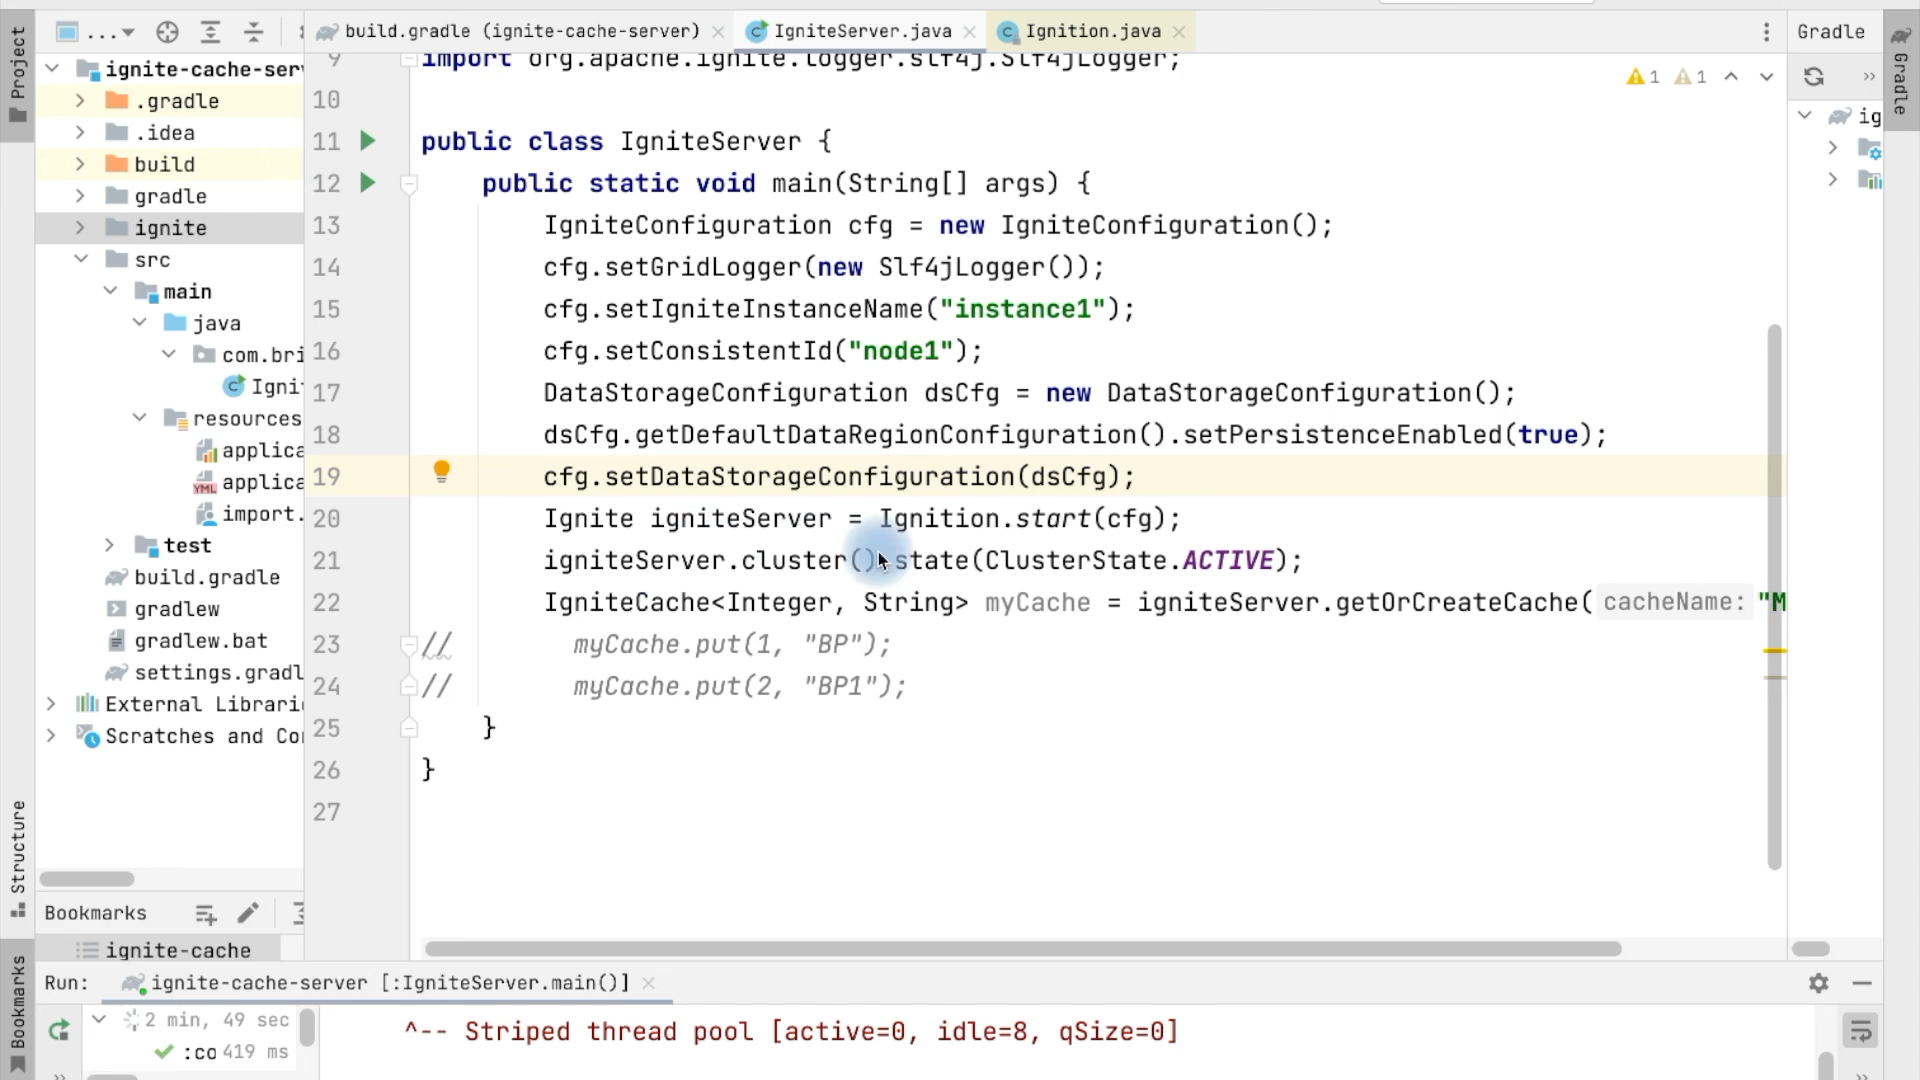 Project
...
build.gradle (ignite-cache-server)
IgniteServer.java
Ignition.java
Gradle
Gradle
ignite-cache-serv
.gradle
.idea
build
gradle
ignite
src
main
java
com.bri
Igni
resources
applica
applica
YML
import.
test
build.gradle
gradlew
gradlew.bat
settings.gradl
External Librari
Scratches and Co
1 1
ig
9 import org.apache.ignite.logger.slf4j.Slf4jLogger;
10
11 public class IgniteServer {
12 public static void main(String[] args) {
13 IgniteConfiguration cfg = new IgniteConfiguration();
14 cfg.setGridLogger(new Slf4jLogger());
15 cfg.setIgniteInstanceName("instance1");
16 cfg.setConsistentId("node1");
17 DataStorageConfiguration dsCfg = new DataStorageConfiguration();
18 dsCfg.getDefaultDataRegionConfiguration().setPersistenceEnabled(true);
19 cfg.setDataStorageConfiguration(dsCfg);
20 Ignite igniteServer = Ignition.start(cfg);
21 igniteServer.cluster().state(ClusterState.ACTIVE);
22 IgniteCache<Integer, String> myCache = igniteServer.getOrCreateCache( cacheName: "M
23 // myCache.put(1, "BP");
24 // myCache.put(2, "BP1");
25 }
26 }
27
Structure
Bookmarks
ignite-cache
Bookmarks
Run: ignite-cache-server [:IgniteServer.main()]
2 min, 49 sec
:co 419 ms
^-- Striped thread pool [active=0, idle=8, qSize=0]